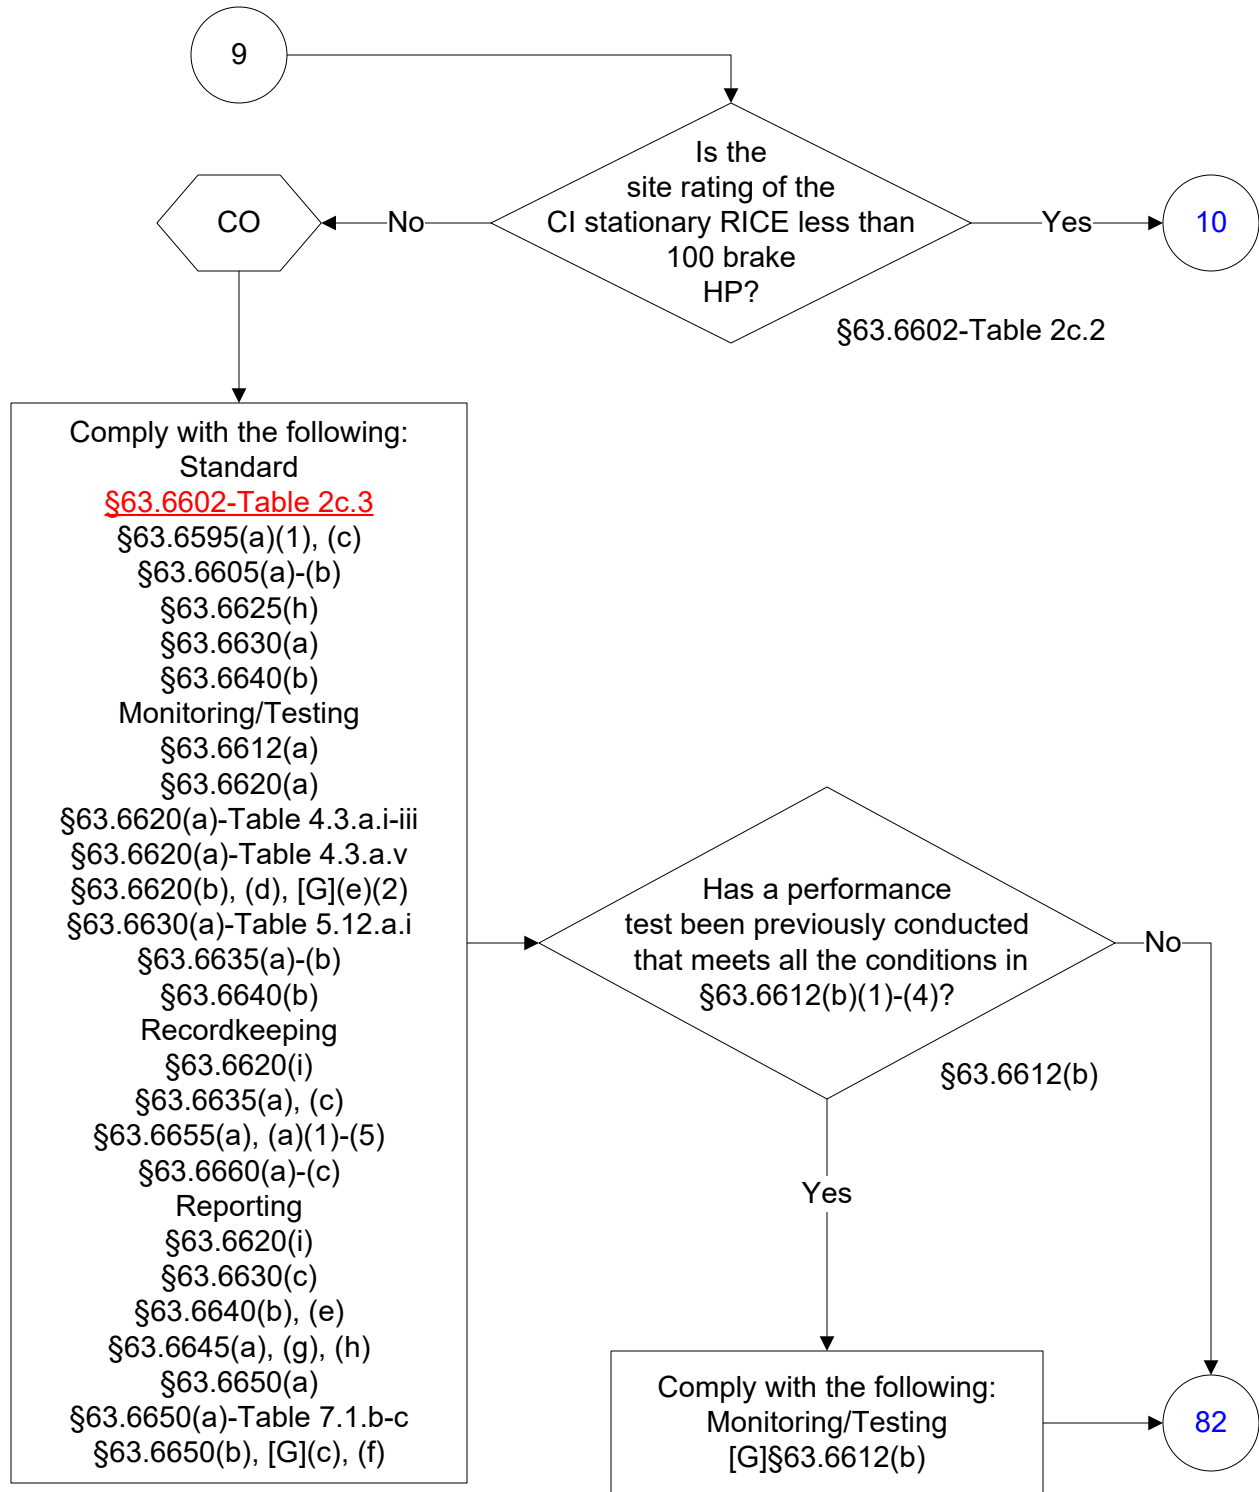 9
Is the
site rating of the
CI stationary RICE less than
100 brake
HP?
§63.6602-Table 2c.2
Yes
10
No
CO
Comply with the following:
Standard
§63.6602-Table 2c.3
§63.6595(a)(1), (c)
§63.6605(a)-(b)
§63.6625(h)
§63.6630(a)
§63.6640(b)
Monitoring/Testing
§63.6612(a)
§63.6620(a)
§63.6620(a)-Table 4.3.a.i-iii
§63.6620(a)-Table 4.3.a.v
§63.6620(b), (d), [G](e)(2)
§63.6630(a)-Table 5.12.a.i
§63.6635(a)-(b)
§63.6640(b)
Recordkeeping
§63.6620(i)
§63.6635(a), (c)
§63.6655(a), (a)(1)-(5)
§63.6660(a)-(c)
Reporting
§63.6620(i)
§63.6630(c)
§63.6640(b), (e)
§63.6645(a), (g), (h)
§63.6650(a)
§63.6650(a)-Table 7.1.b-c
§63.6650(b), [G](c), (f)
Has a performance
test been previously conducted
that meets all the conditions in
§63.6612(b)(1)-(4)?
§63.6612(b)
No
Yes
Comply with the following:
Monitoring/Testing
[G]§63.6612(b)
82